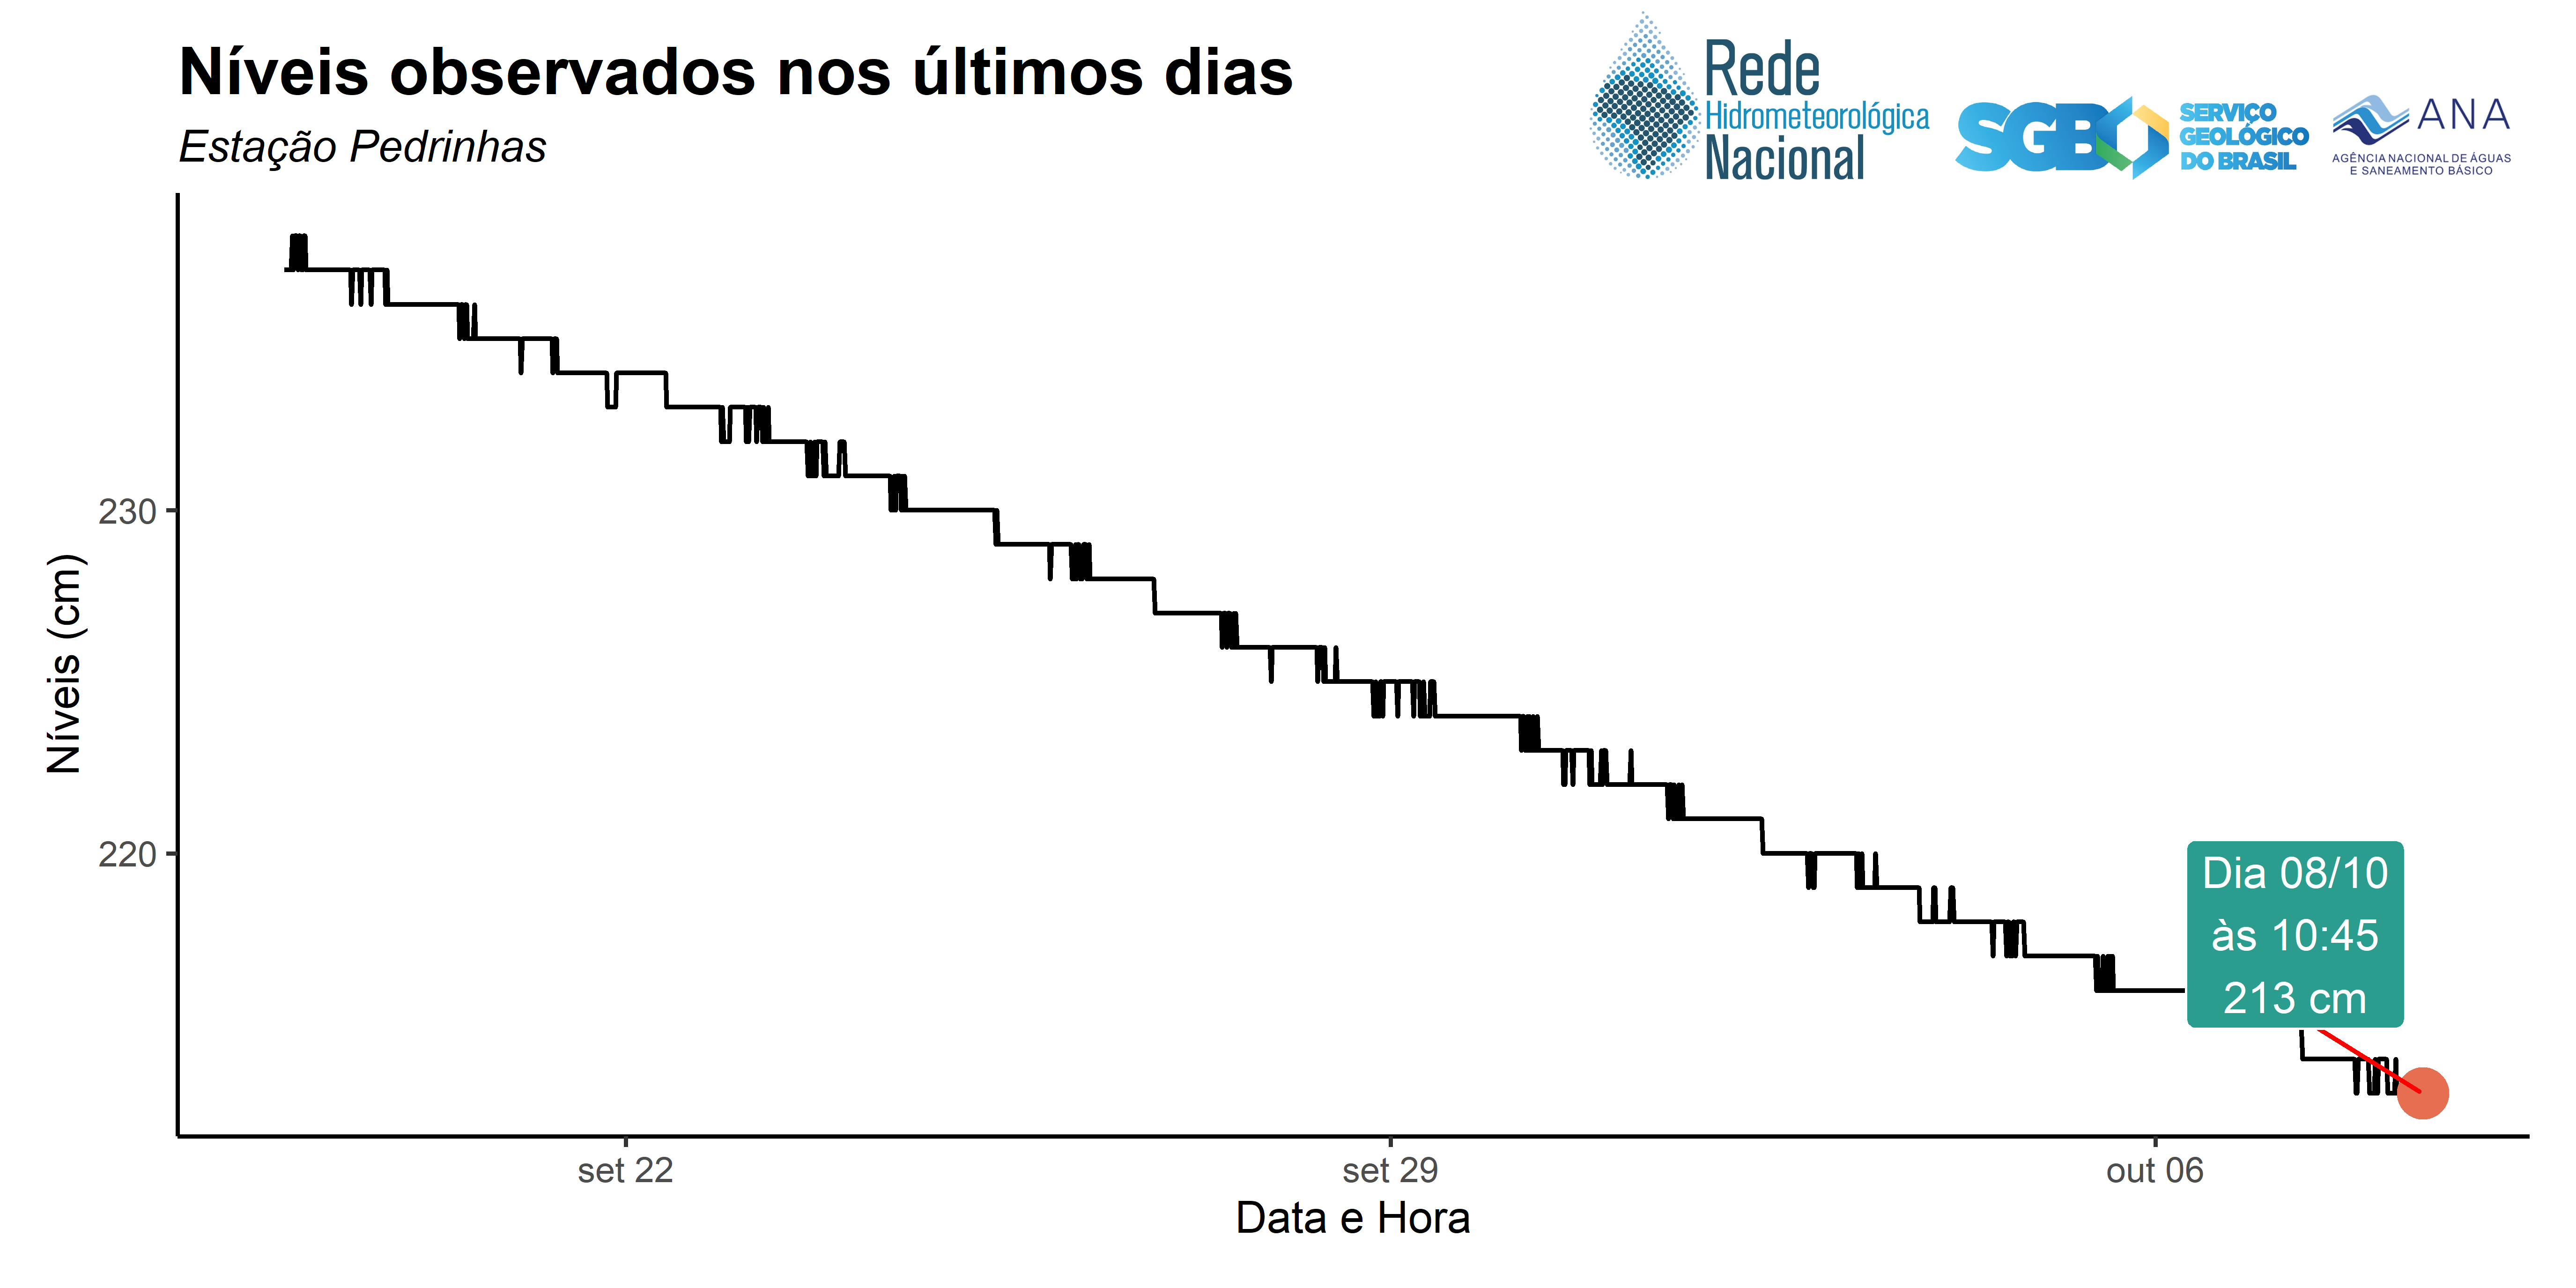 Níveis observados nos últimos dias
Estação Pedrinhas
Rede
Hidrometeorológica
Nacional
SGB
SERVIÇO
GEOLÓGICO
DO BRASIL
ANA
AGÊNCIA NACIONAL DE ÁGUAS
E SANEAMENTO BÁSICO
Níveis (cm)
230
220
Dia 08/10
às 10:45
213 cm
set 22
set 29
out 06
Data e Hora